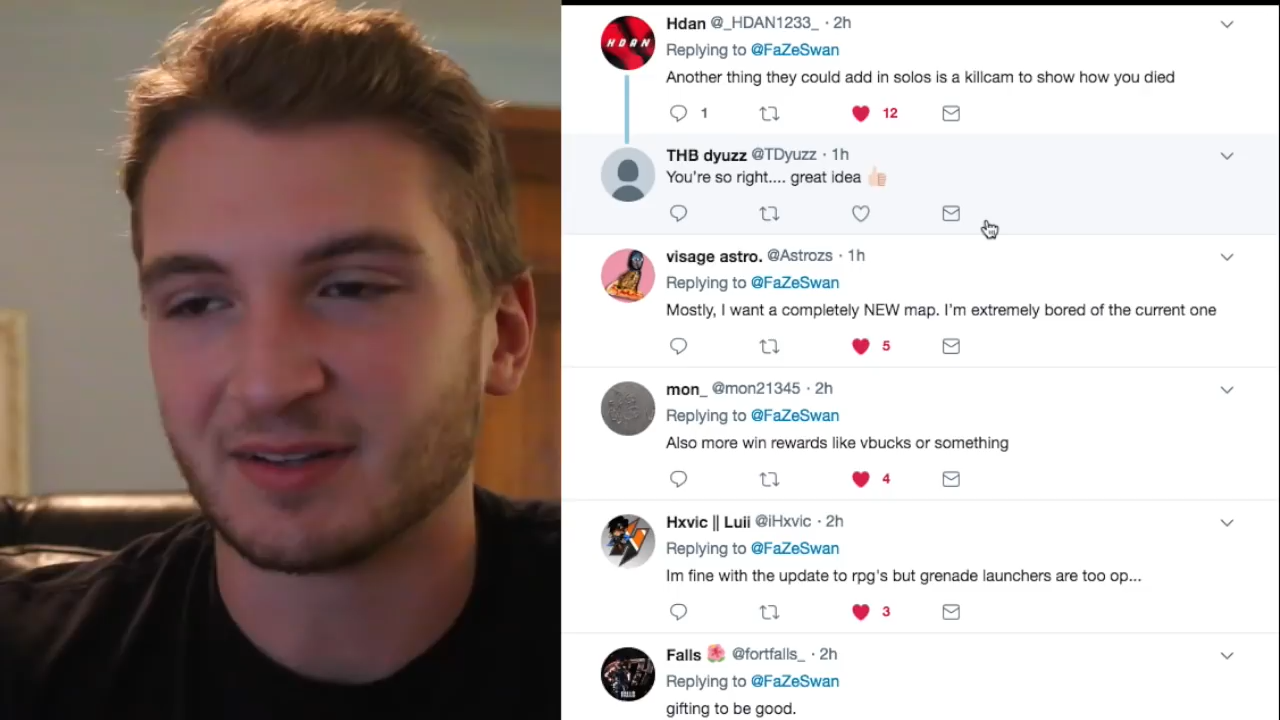 Hdan @_HDAN1233_ · 2h
HDAN
Replying to @FaZeSwan
Another thing they could add in solos is a killcam to show how you died
1 12
THB dyuzz @TDyuzz · 1h
You're so right.... great idea 👍🏻
visage astro. @Astrozs · 1h
Replying to @FaZeSwan
Mostly, I want a completely NEW map. I'm extremely bored of the current one
5
mon_ @mon21345 · 2h
Replying to @FaZeSwan
Also more win rewards like vbucks or something
4
Hxvic || Luii @iHxvic · 2h
Replying to @FaZeSwan
Im fine with the update to rpg's but grenade launchers are too op...
3
Falls 🌺 @fortfalls_ · 2h
Replying to @FaZeSwan
FALLS
gifting to be good.